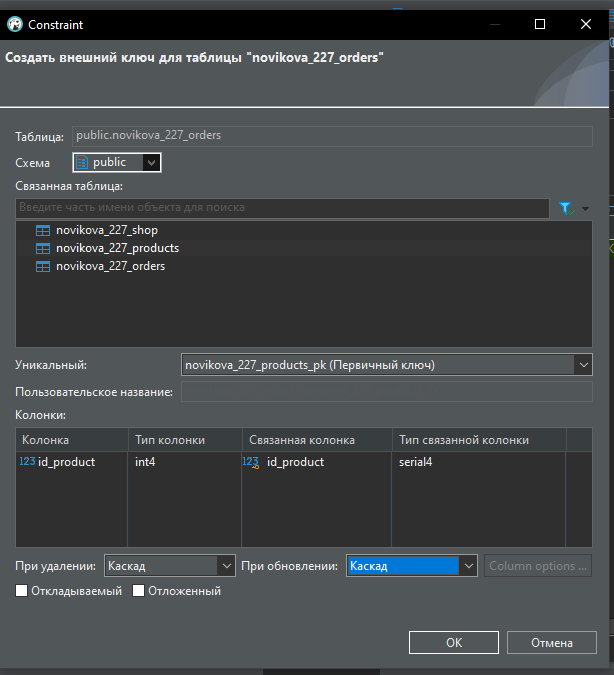 Constraint
Создать внешний ключ для таблицы "novikova_227_orders"
Таблица: public.novikova_227_orders
Схема public
Связанная таблица:
Введите часть имени объекта для поиска
novikova_227_shop
novikova_227_products
novikova_227_orders
Уникальный: novikova_227_products_pk (Первичный ключ)
Пользовательское название:
Колонки:
Колонка Тип колонки Связанная колонка Тип связанной колонки
123 id_product int4 123 id_product serial4
При удалении: Каскад При обновлении: Каскад Column options ...
Откладываемый Отложенный
ОК Отмена